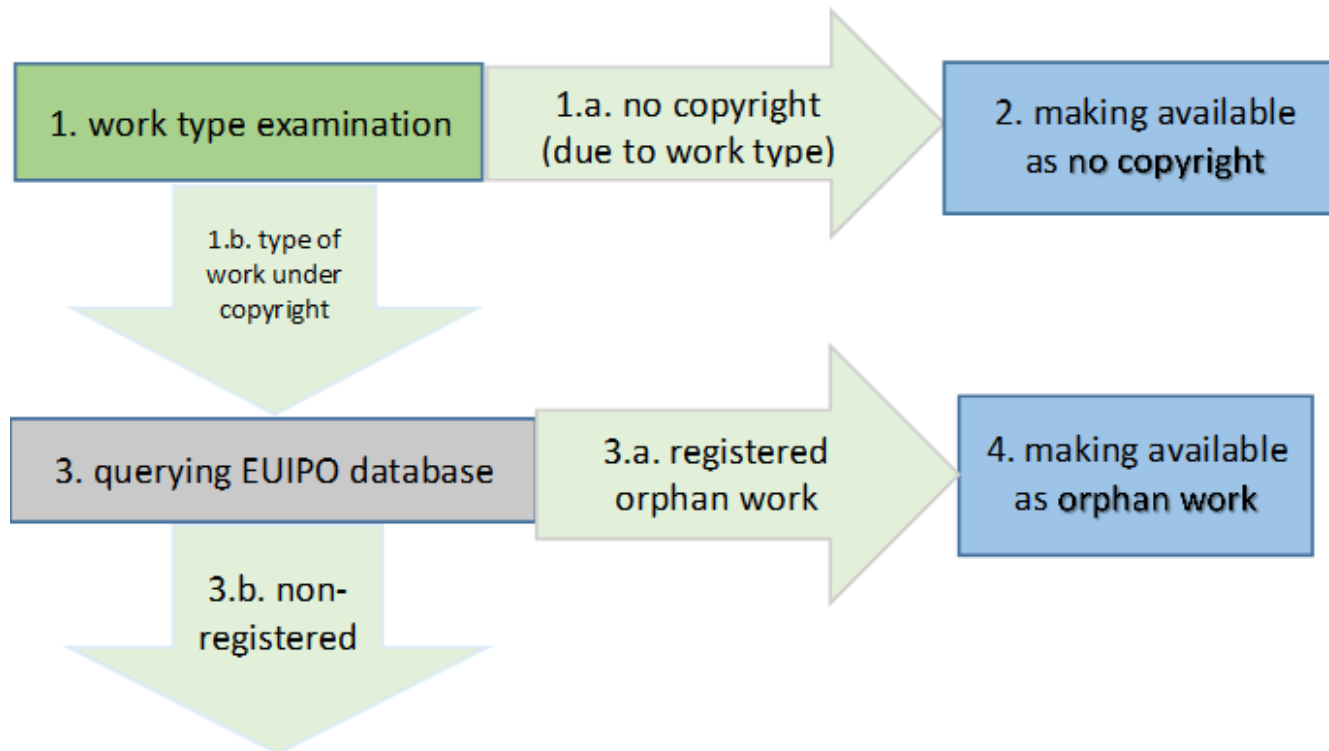 1. work type examination
1.a. no copyright
(due to work type)
2. making available
as no copyright
1.b. type of
work under
copyright
3. querying EUIPO database
3.a. registered
orphan work
4. making available
as orphan work
3.b. non-
registered